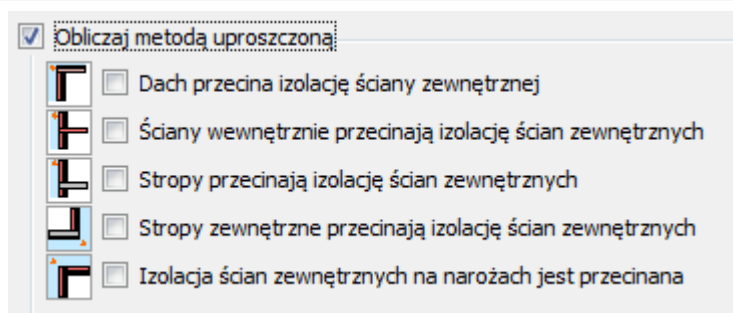 Obliczaj metodą uproszczoną
Dach przecina izolację ściany zewnętrznej
Ściany wewnętrznie przecinają izolację ścian zewnętrznych
Stropy przecinają izolację ścian zewnętrznych
Stropy zewnętrzne przecinają izolację ścian zewnętrznych
Izolacja ścian zewnętrznych na narożach jest przecinana